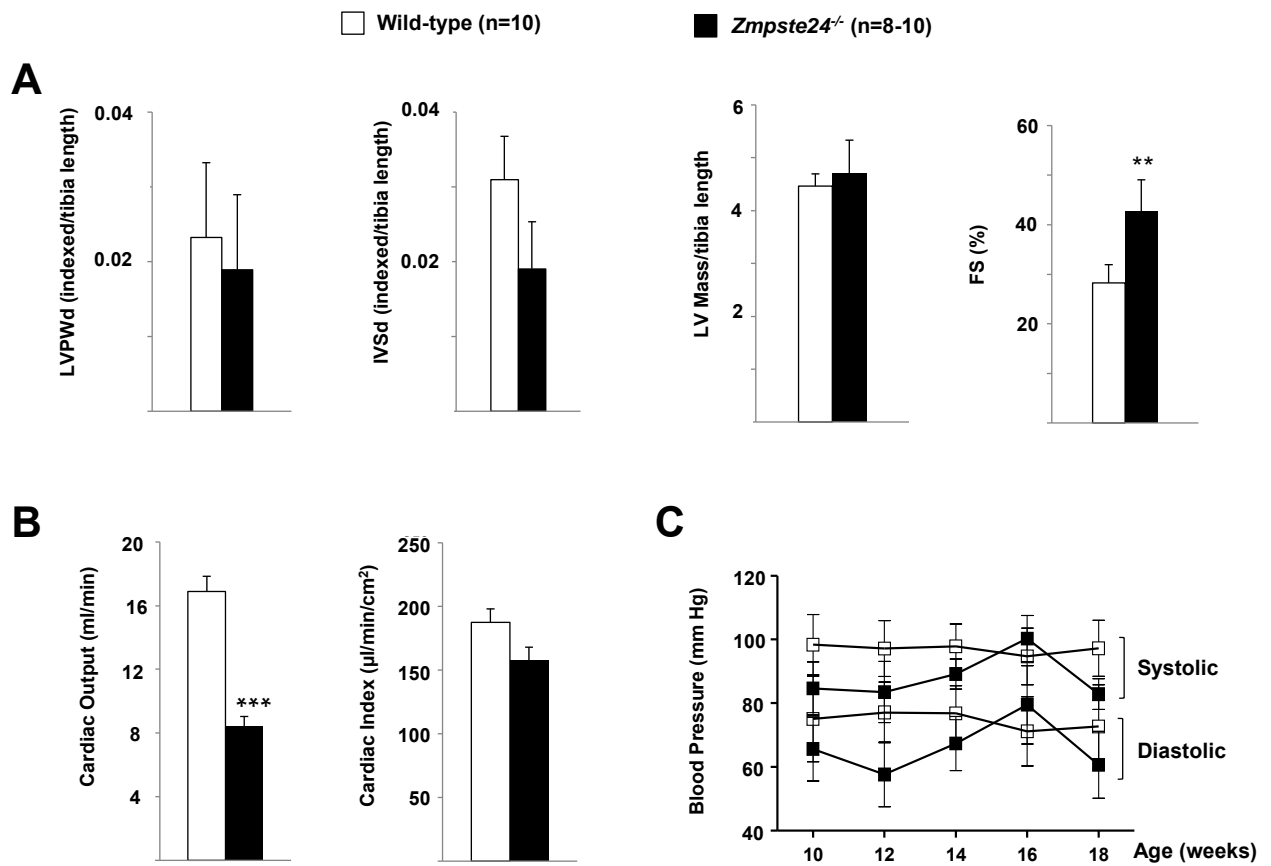 Wild-type (n=10)
Zmpste24-/- (n=8-10)
A
LVPWd (indexed/tibia length)
0.04
0.02
IVSd (indexed/tibia length)
0.04
0.02
LV Mass/tibia length
6
4
2
FS (%)
60
40
20
**
B
Cardiac Output (ml/min)
20
16
12
8
4
***
Cardiac Index (µl/min/cm²)
250
200
150
100
50
C
Blood Pressure (mm Hg)
120
100
80
60
40
Systolic
Diastolic
10 12 14 16 18 Age (weeks)